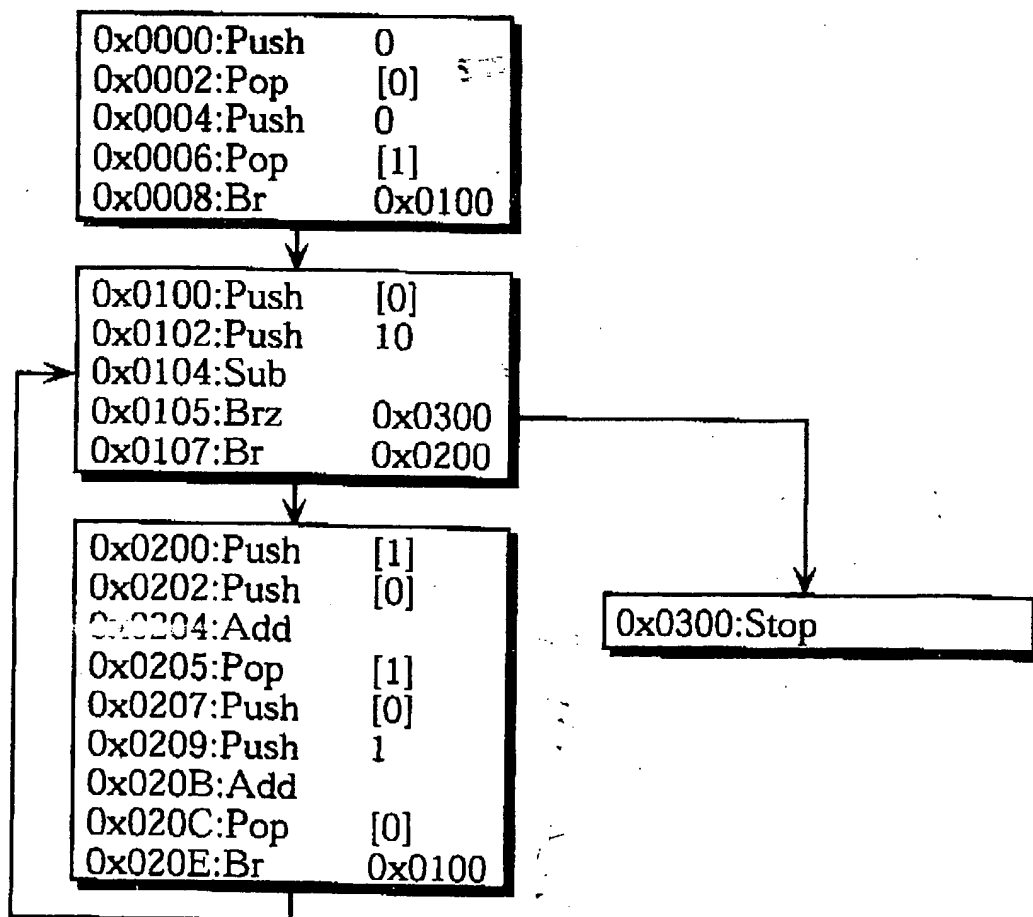 0x0000:Push 0
0x0002:Pop [0]
0x0004:Push 0
0x0006:Pop [1]
0x0008:Br 0x0100
0x0100:Push [0]
0x0102:Push 10
0x0104:Sub
0x0105:Brz 0x0300
0x0107:Br 0x0200
0x0200:Push [1]
0x0202:Push [0]
0x0204:Add
0x0205:Pop [1]
0x0207:Push [0]
0x0209:Push 1
0x020B:Add
0x020C:Pop [0]
0x020E:Br 0x0100
0x0300:Stop